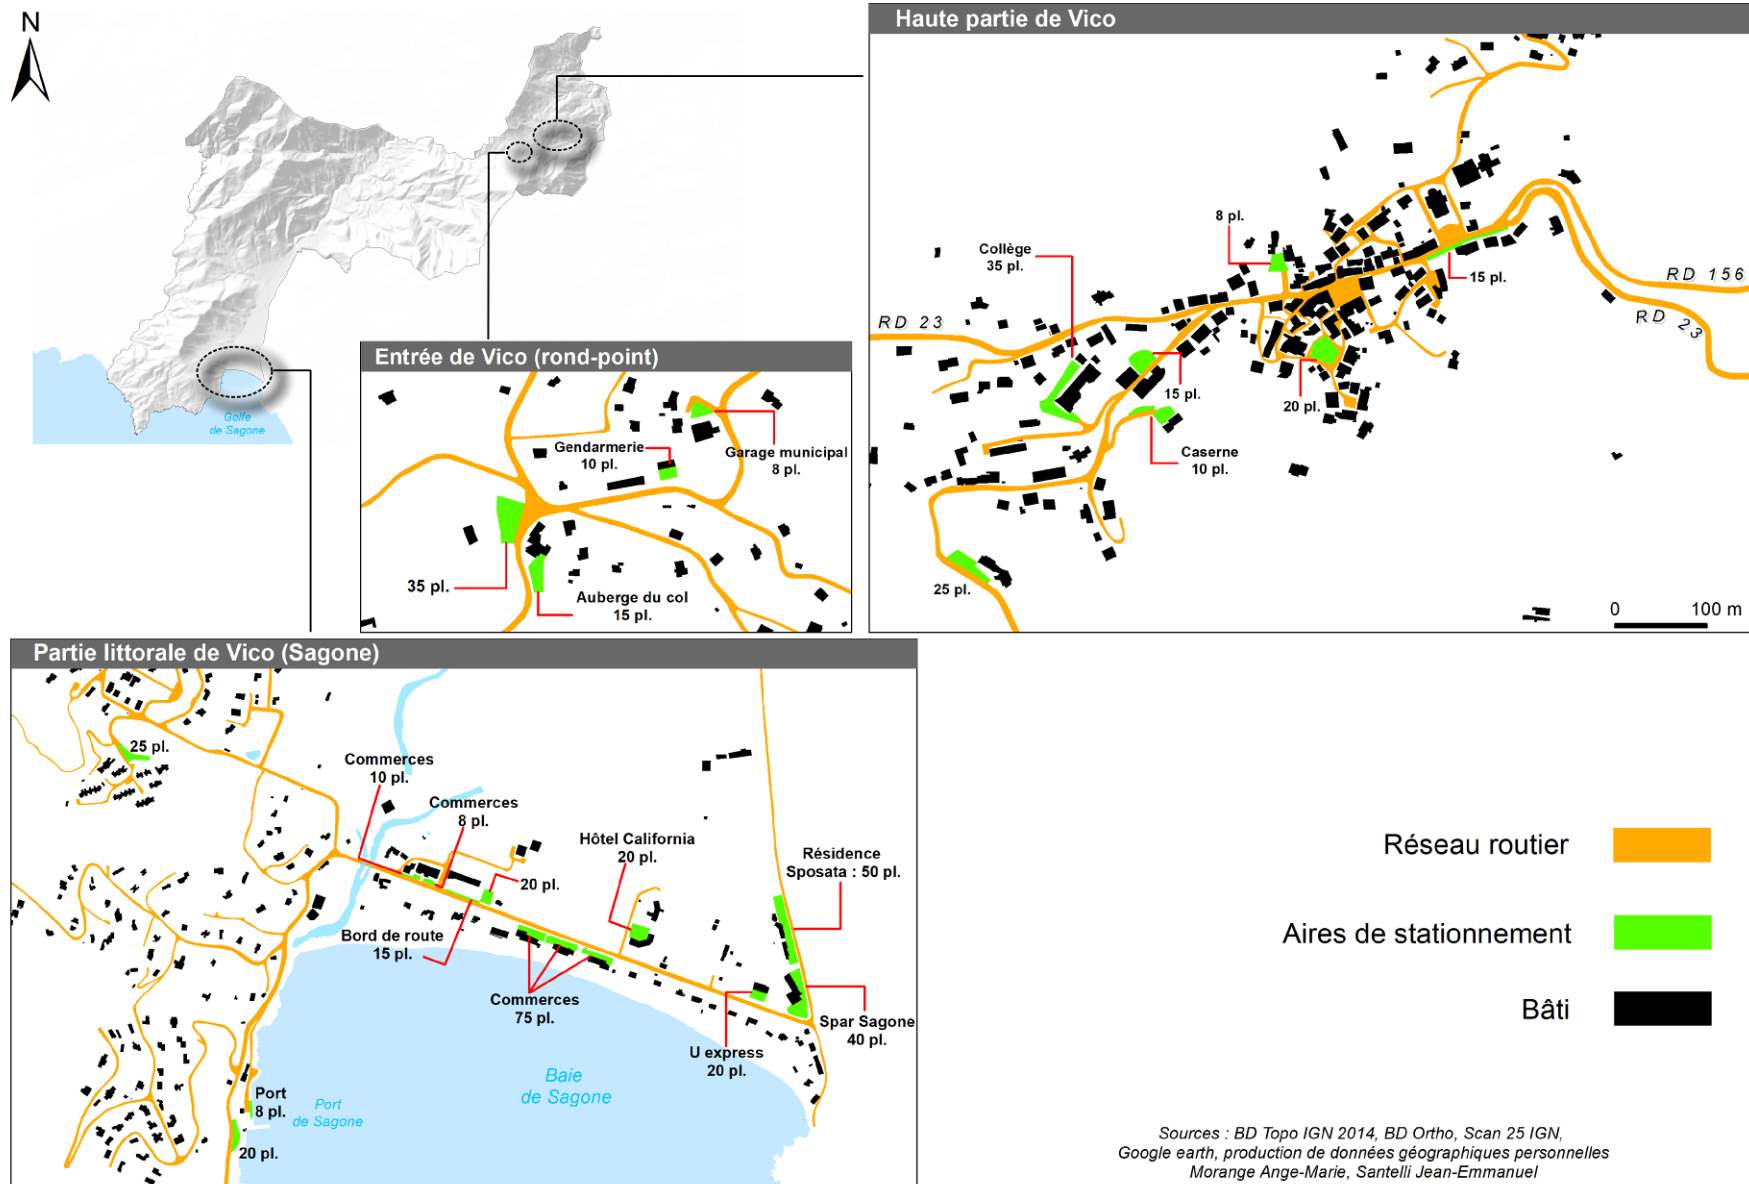 N
Golfe
de Sagone
Haute partie de Vico
8 pl.
Collège
35 pl.
15 pl.
RD 156
RD 23
RD 23
15 pl.
20 pl.
Caserne
10 pl.
25 pl.
0 100 m
Entrée de Vico (rond-point)
Gendarmerie
10 pl.
Garage municipal
8 pl.
35 pl.
Auberge du col
15 pl.
Partie littorale de Vico (Sagone)
25 pl.
Commerces
10 pl.
Commerces
8 pl.
Hôtel California
20 pl.
Résidence
Sposata : 50 pl.
20 pl.
Bord de route
15 pl.
Commerces
75 pl.
Spar Sagone
40 pl.
U express
20 pl.
Baie
de Sagone
Port
8 pl.
Port
de Sagone
20 pl.
Réseau routier
Aires de stationnement
Bâti
Sources : BD Topo IGN 2014, BD Ortho, Scan 25 IGN,
Google earth, production de données géographiques personnelles
Morange Ange-Marie, Santelli Jean-Emmanuel